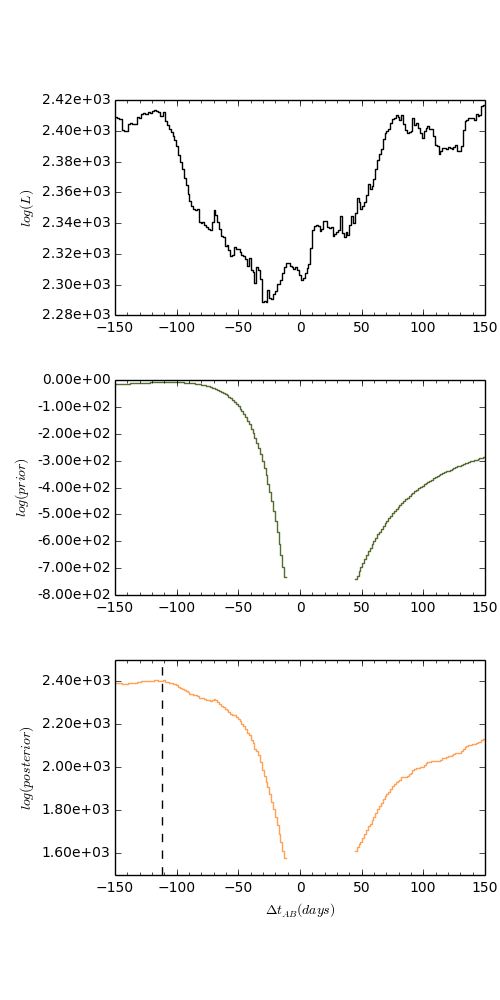 2.42e+03
2.40e+03
2.38e+03
2.36e+03
2.34e+03
2.32e+03
2.30e+03
2.28e+03
log(L)
−150 −100 −50 0 50 100 150
0.00e+00
-1.00e+02
-2.00e+02
-3.00e+02
-4.00e+02
-5.00e+02
-6.00e+02
-7.00e+02
-8.00e+02
log(prior)
−150 −100 −50 0 50 100 150
2.40e+03
2.20e+03
2.00e+03
1.80e+03
1.60e+03
log(posterior)
−150 −100 −50 0 50 100 150
Δt_AB(days)